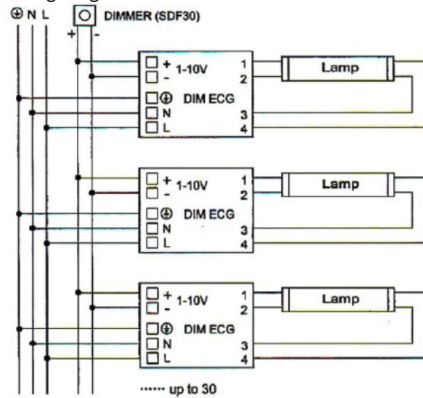 ⏚ N L DIMMER (SDF30)
+ -
+ 1-10V 1 Lamp
- 2
⏚ DIM ECG
N 3
L 4
+ 1-10V 1 Lamp
- 2
⏚ DIM ECG
N 3
L 4
+ 1-10V 1 Lamp
- 2
⏚ DIM ECG
N 3
L 4
...... up to 30